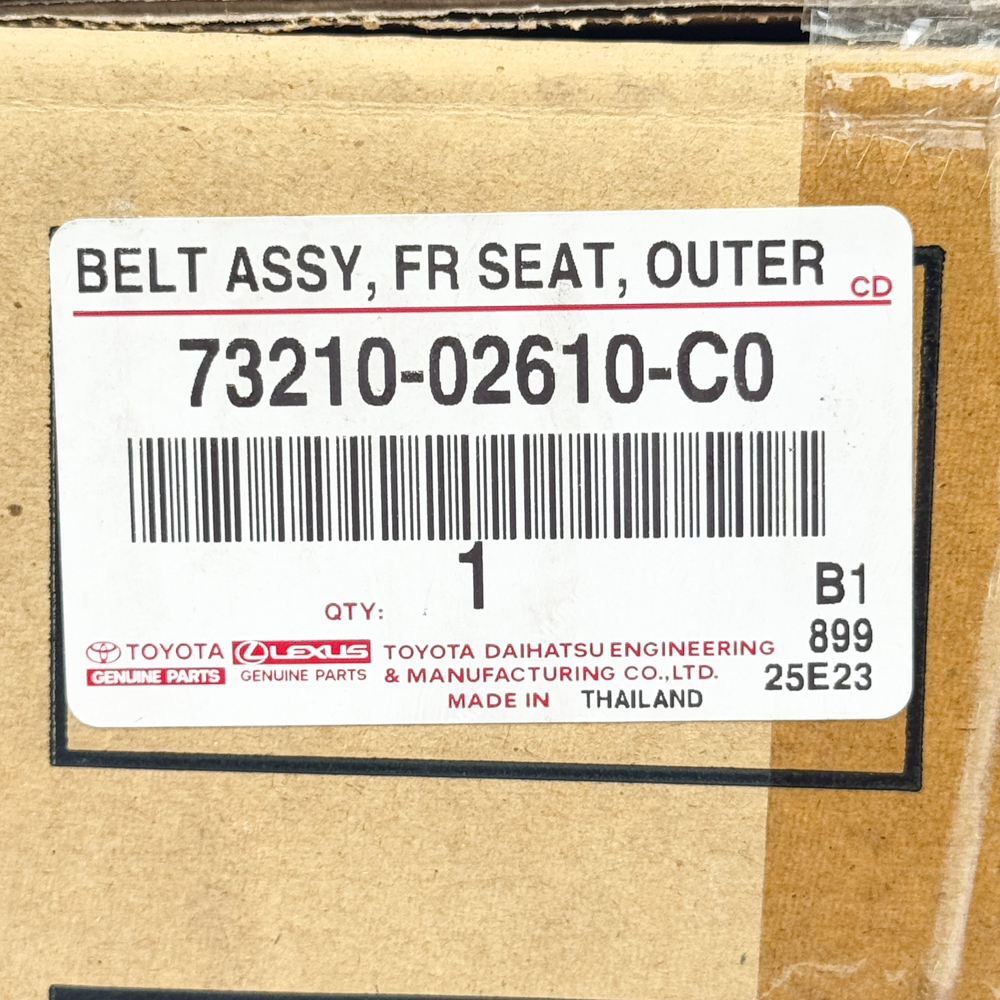 BELT ASSY, FR SEAT, OUTER CD
73210-02610-C0
QTY: 1
B1
899
25E23
TOYOTA
GENUINE PARTS
LEXUS
GENUINE PARTS
TOYOTA DAIHATSU ENGINEERING
& MANUFACTURING CO.,LTD.
MADE IN THAILAND